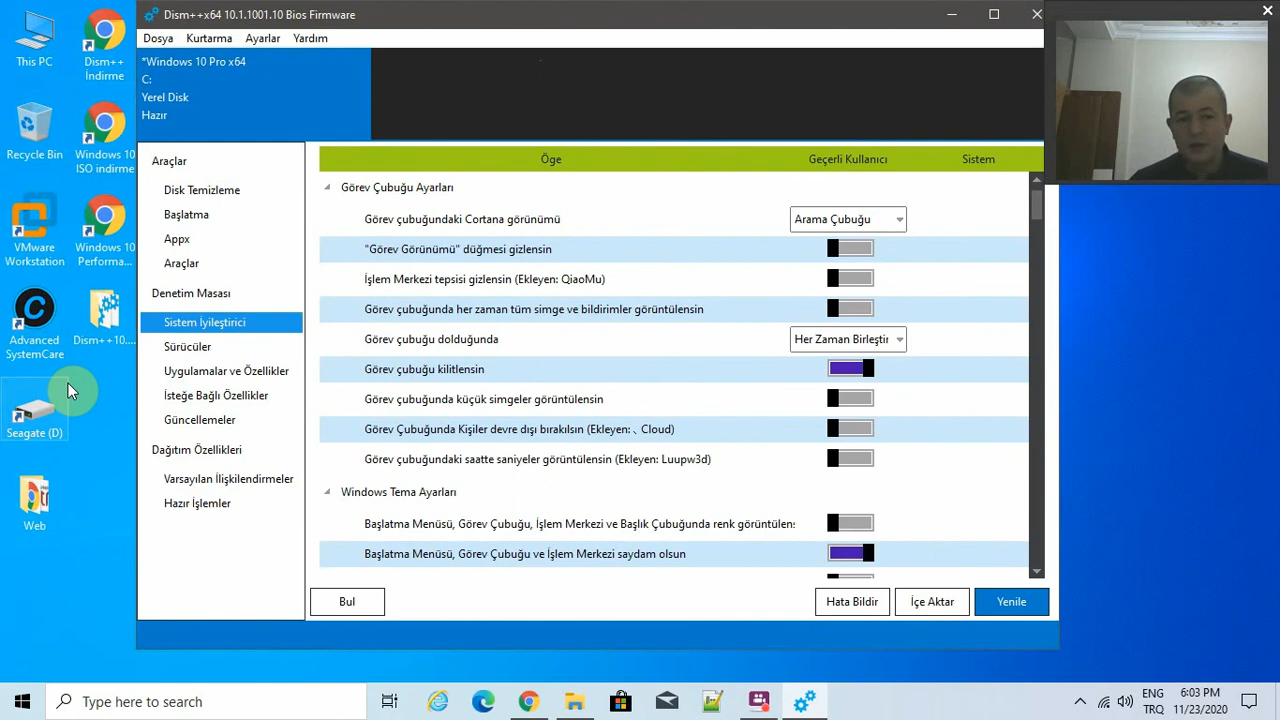 This PC
Dism++
İndirme
Recycle Bin
Windows 10
ISO indirme
VMware
Workstation
Windows 10
Performa...
Advanced
SystemCare
Dism++10....
Seagate (D)
Web
Dism++x64 10.1.1001.10 Bios Firmware
Dosya Kurtarma Ayarlar Yardım
*Windows 10 Pro x64
C:
Yerel Disk
Hazır
Araçlar
Disk Temizleme
Başlatma
Appx
Araçlar
Denetim Masası
Sistem İyileştirici
Sürücüler
Uygulamalar ve Özellikler
İsteğe Bağlı Özellikler
Güncellemeler
Dağıtım Özellikleri
Varsayılan İlişkilendirmeler
Hazır İşlemler
Öge Geçerli Kullanıcı Sistem
Görev Çubuğu Ayarları
Görev çubuğundaki Cortana görünümü Arama Çubuğu
"Görev Görünümü" düğmesi gizlensin
İşlem Merkezi tepsisi gizlensin (Ekleyen: QiaoMu)
Görev çubuğunda her zaman tüm simge ve bildirimler görüntülensin
Görev çubuğu dolduğunda Her Zaman Birleştir
Görev çubuğu kilitlensin
Görev çubuğunda küçük simgeler görüntülensin
Görev Çubuğunda Kişiler devre dışı bırakılsın (Ekleyen: 、Cloud)
Görev çubuğundaki saatte saniyeler görüntülensin (Ekleyen: Luupw3d)
Windows Tema Ayarları
Başlatma Menüsü, Görev Çubuğu, İşlem Merkezi ve Başlık Çubuğunda renk görüntülens
Başlatma Menüsü, Görev Çubuğu ve İşlem Merkezi saydam olsun
Bul Hata Bildir İçe Aktar Yenile
Type here to search
ENG
TRQ
6:03 PM
11/23/2020